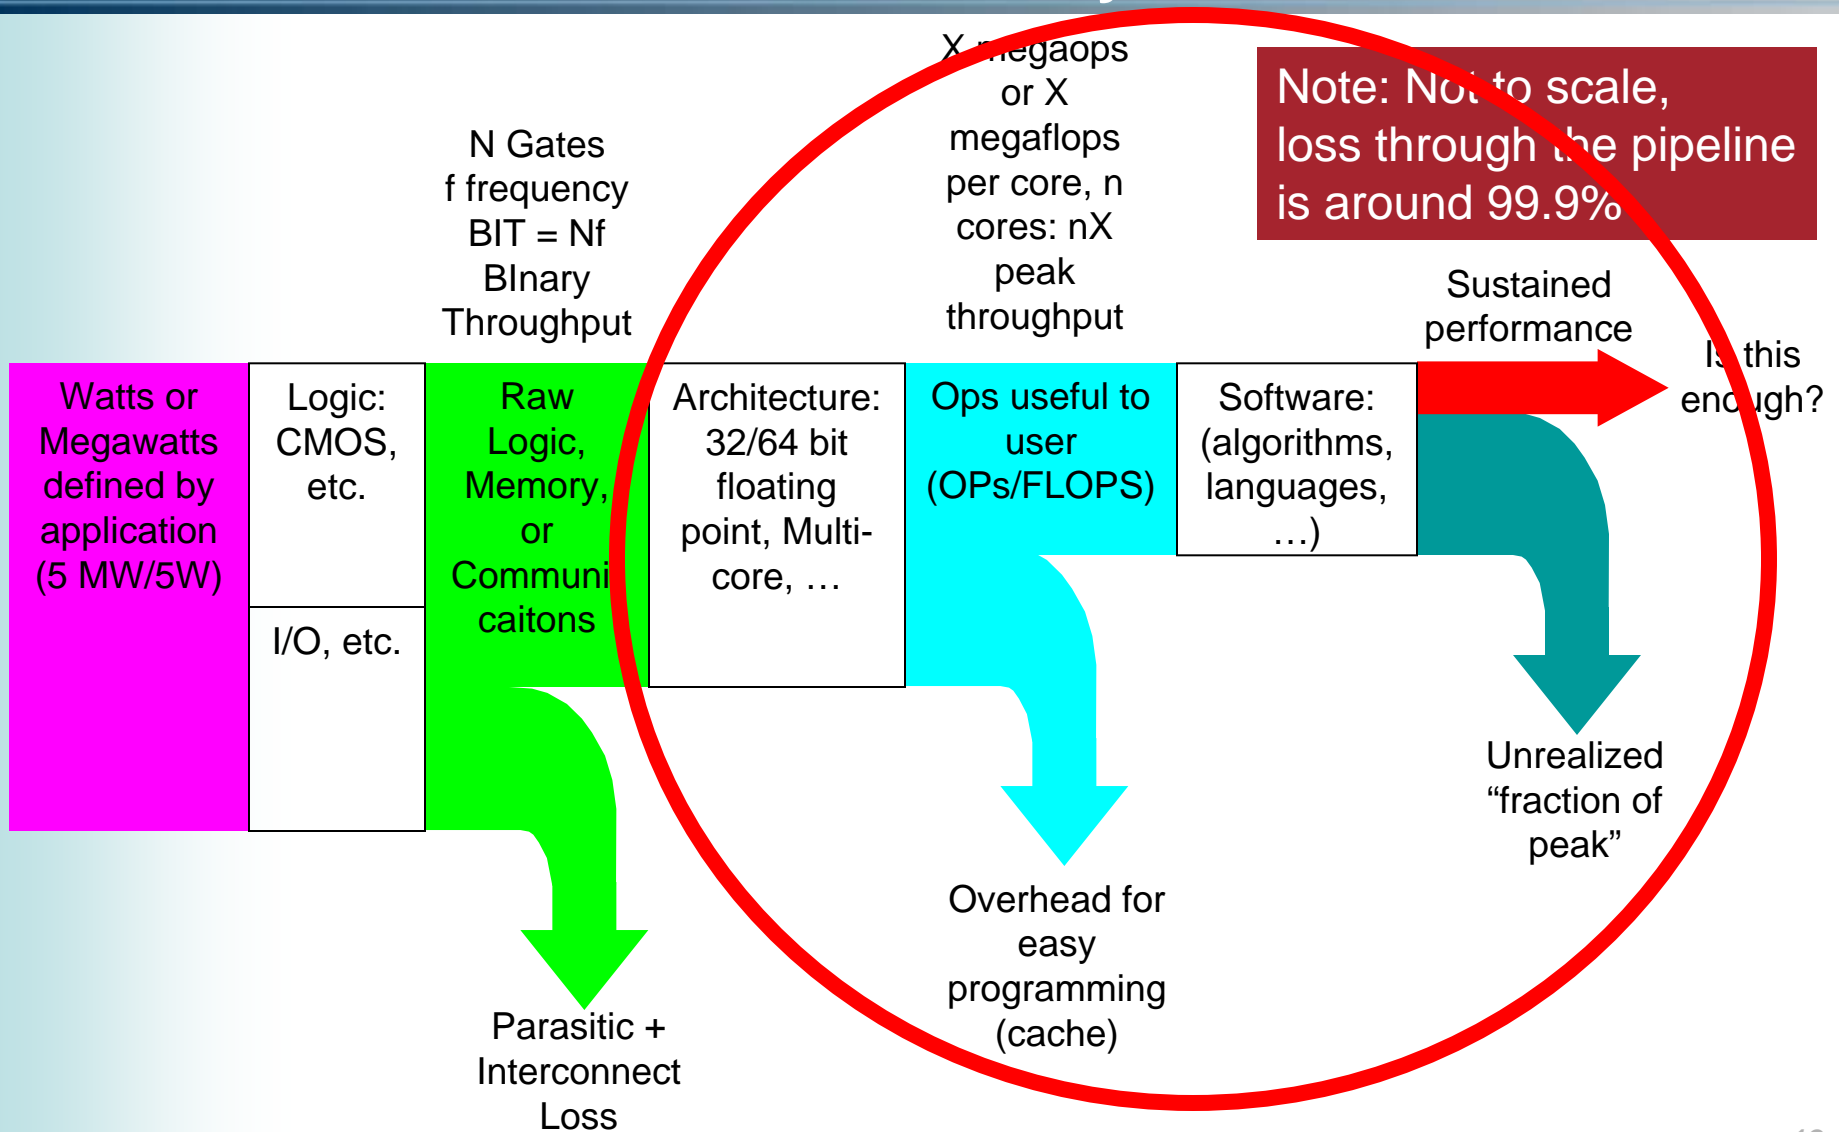 X megaops
or X
megaflops
per core, n
cores: nX
peak
throughput
Note: Not to scale,
loss through the pipeline
is around 99.9%
N Gates
f frequency
BIT = Nf
BInary
Throughput
Sustained
performance
Is this
enough?
Watts or
Megawatts
defined by
application
(5 MW/5W)
Logic:
CMOS,
etc.
I/O, etc.
Raw
Logic,
Memory,
or
Communi
caitons
Architecture:
32/64 bit
floating
point, Multi-
core, …
Ops useful to
user
(OPs/FLOPS)
Software:
(algorithms,
languages,
…)
Unrealized
“fraction of
peak”
Overhead for
easy
programming
(cache)
Parasitic +
Interconnect
Loss